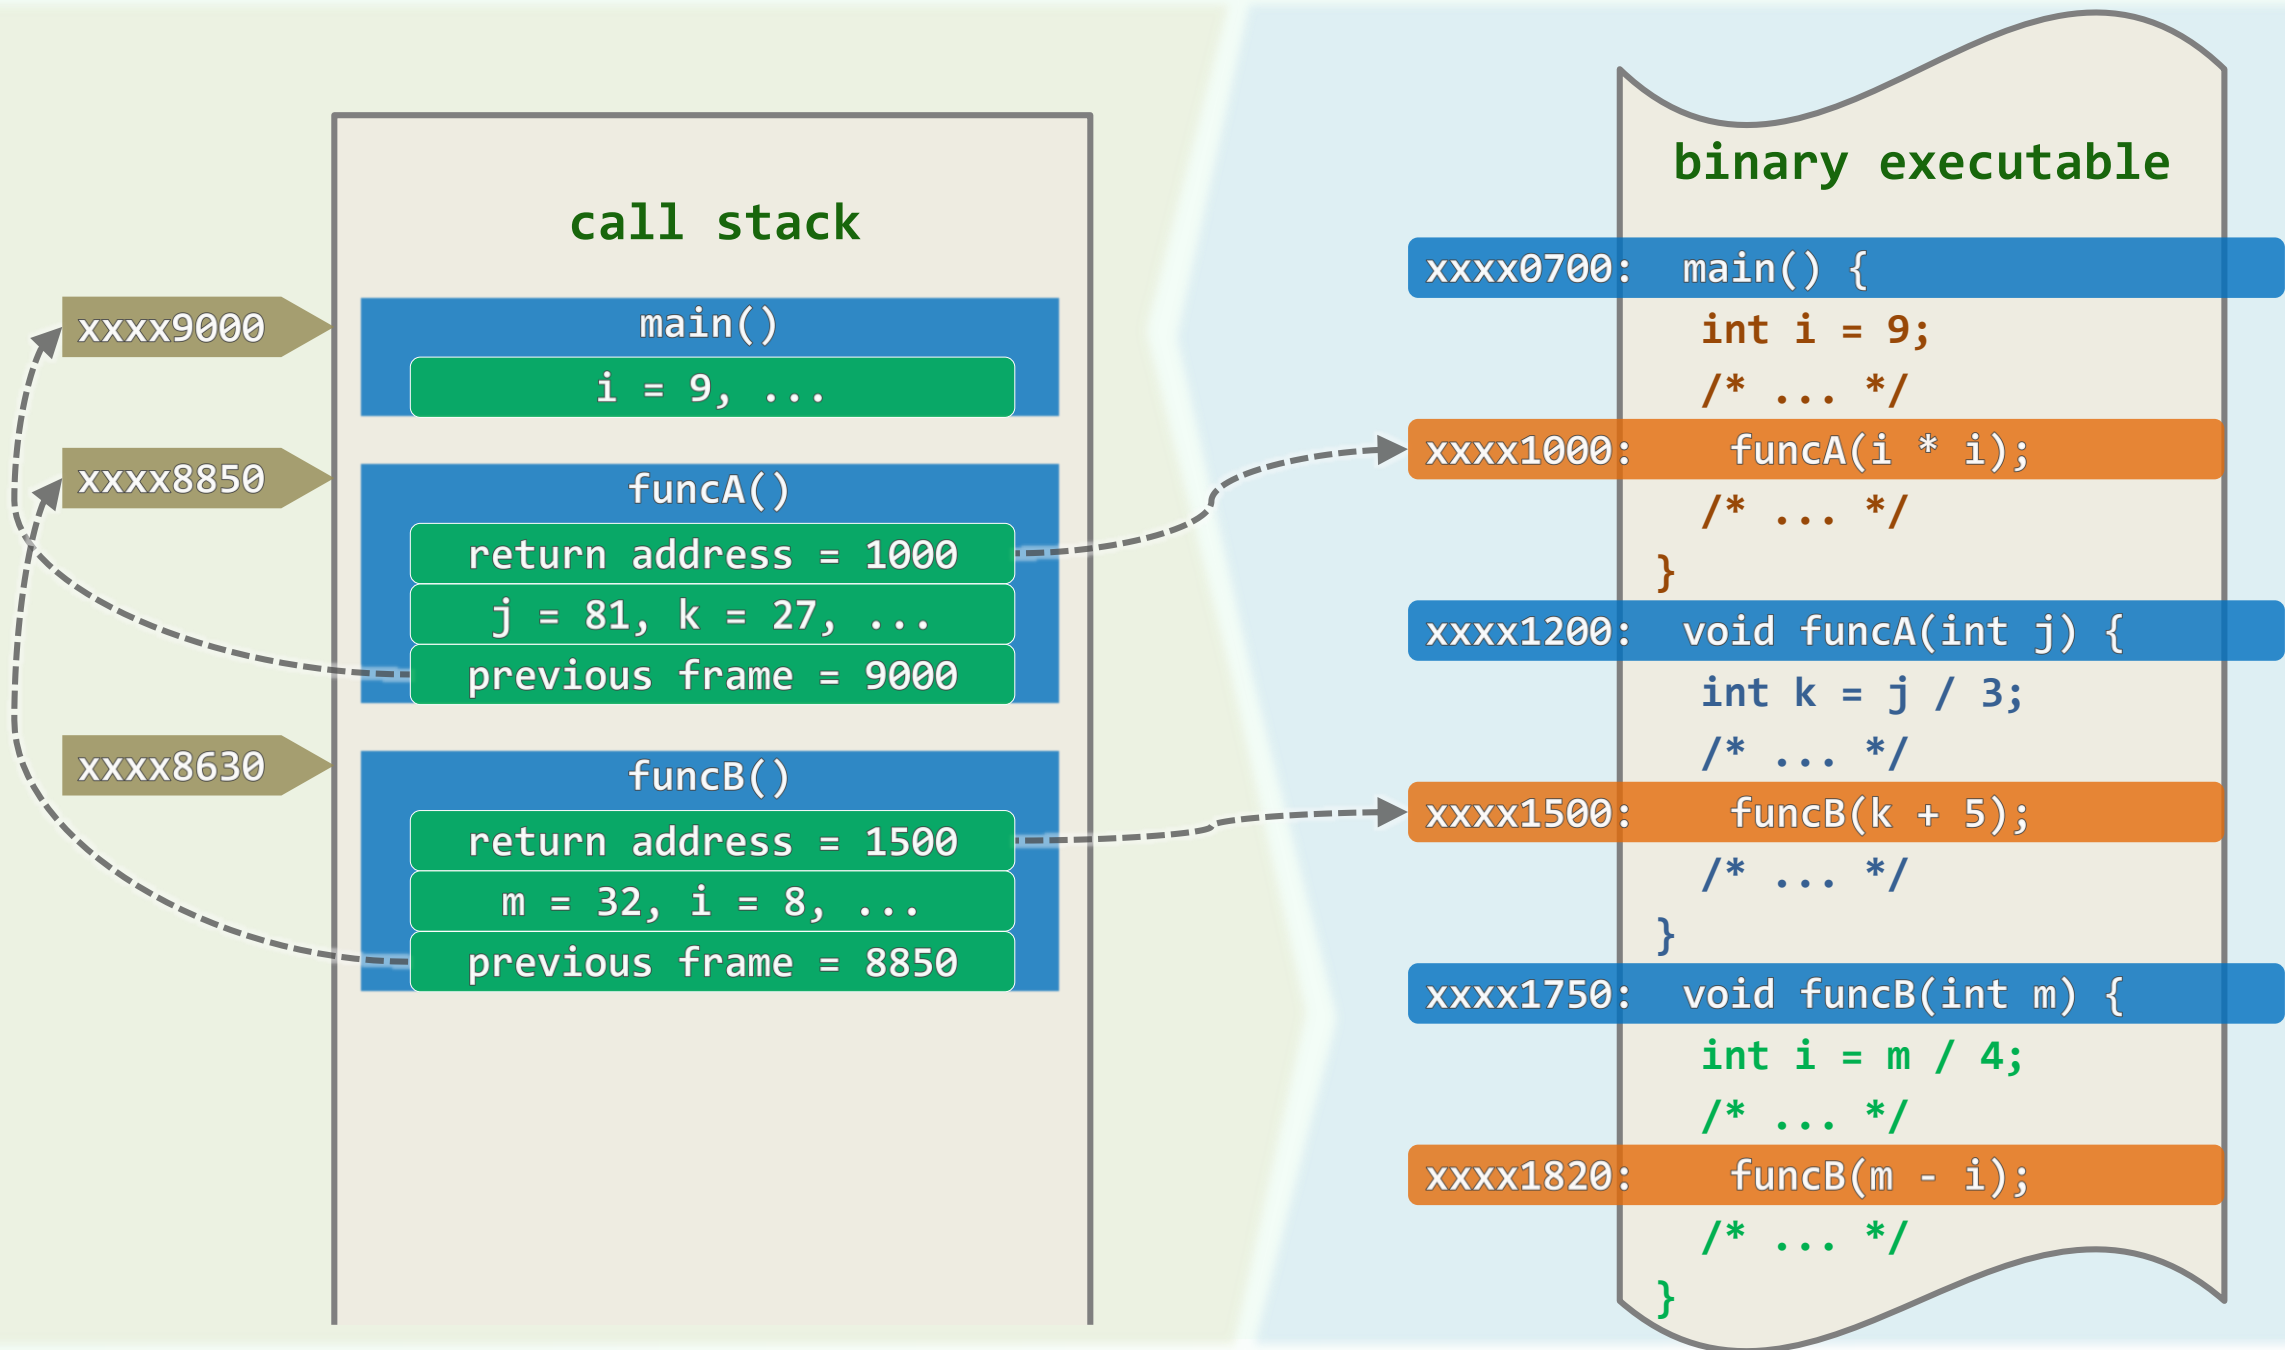 call stack
xxxx9000
main()
i = 9, ...
xxxx8850
funcA()
return address = 1000
j = 81, k = 27, ...
previous frame = 9000
xxxx8630
funcB()
return address = 1500
m = 32, i = 8, ...
previous frame = 8850
binary executable
xxxx0700: main() {
int i = 9;
/* ... */
xxxx1000: funcA(i * i);
/* ... */
}
xxxx1200: void funcA(int j) {
int k = j / 3;
/* ... */
xxxx1500: funcB(k + 5);
/* ... */
}
xxxx1750: void funcB(int m) {
int i = m / 4;
/* ... */
xxxx1820: funcB(m - i);
/* ... */
}